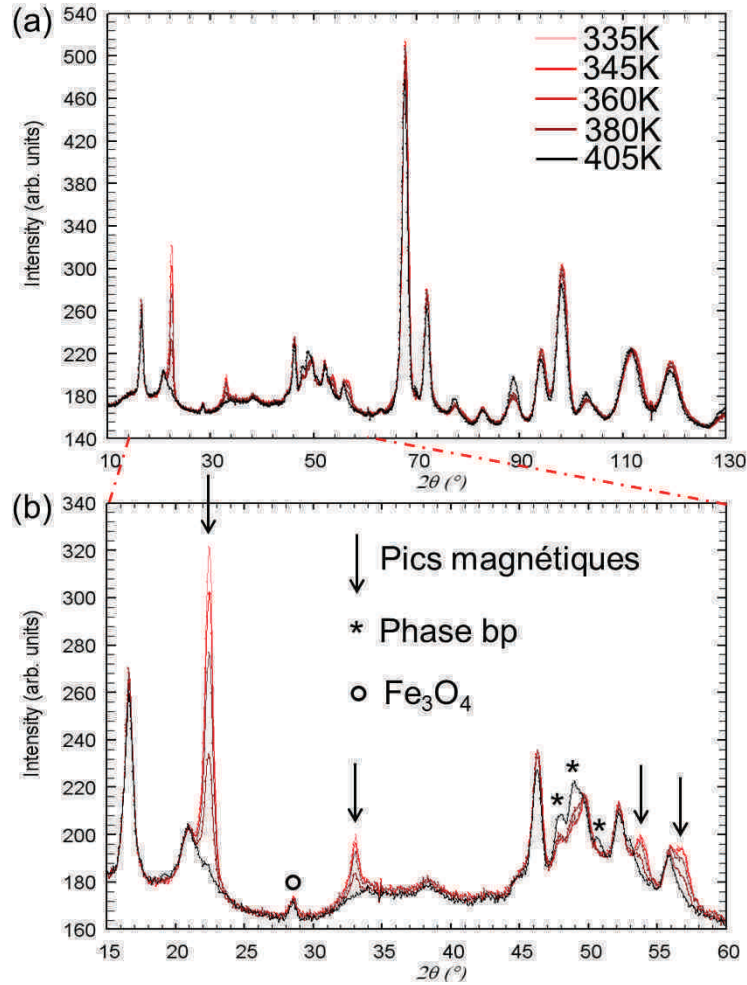 (a)
540
500
460
420
380
340
300
260
220
180
140
Intensity (arb. units)
335K
345K
360K
380K
405K
10 30 50 70 90 110 130
2θ (°)
(b)
340
320
300
280
260
240
220
200
180
160
Intensity (arb. units)
Pics magnétiques
* Phase bp
Fe₃O₄
*
*
*
15 20 25 30 35 40 45 50 55 60
2θ (°)